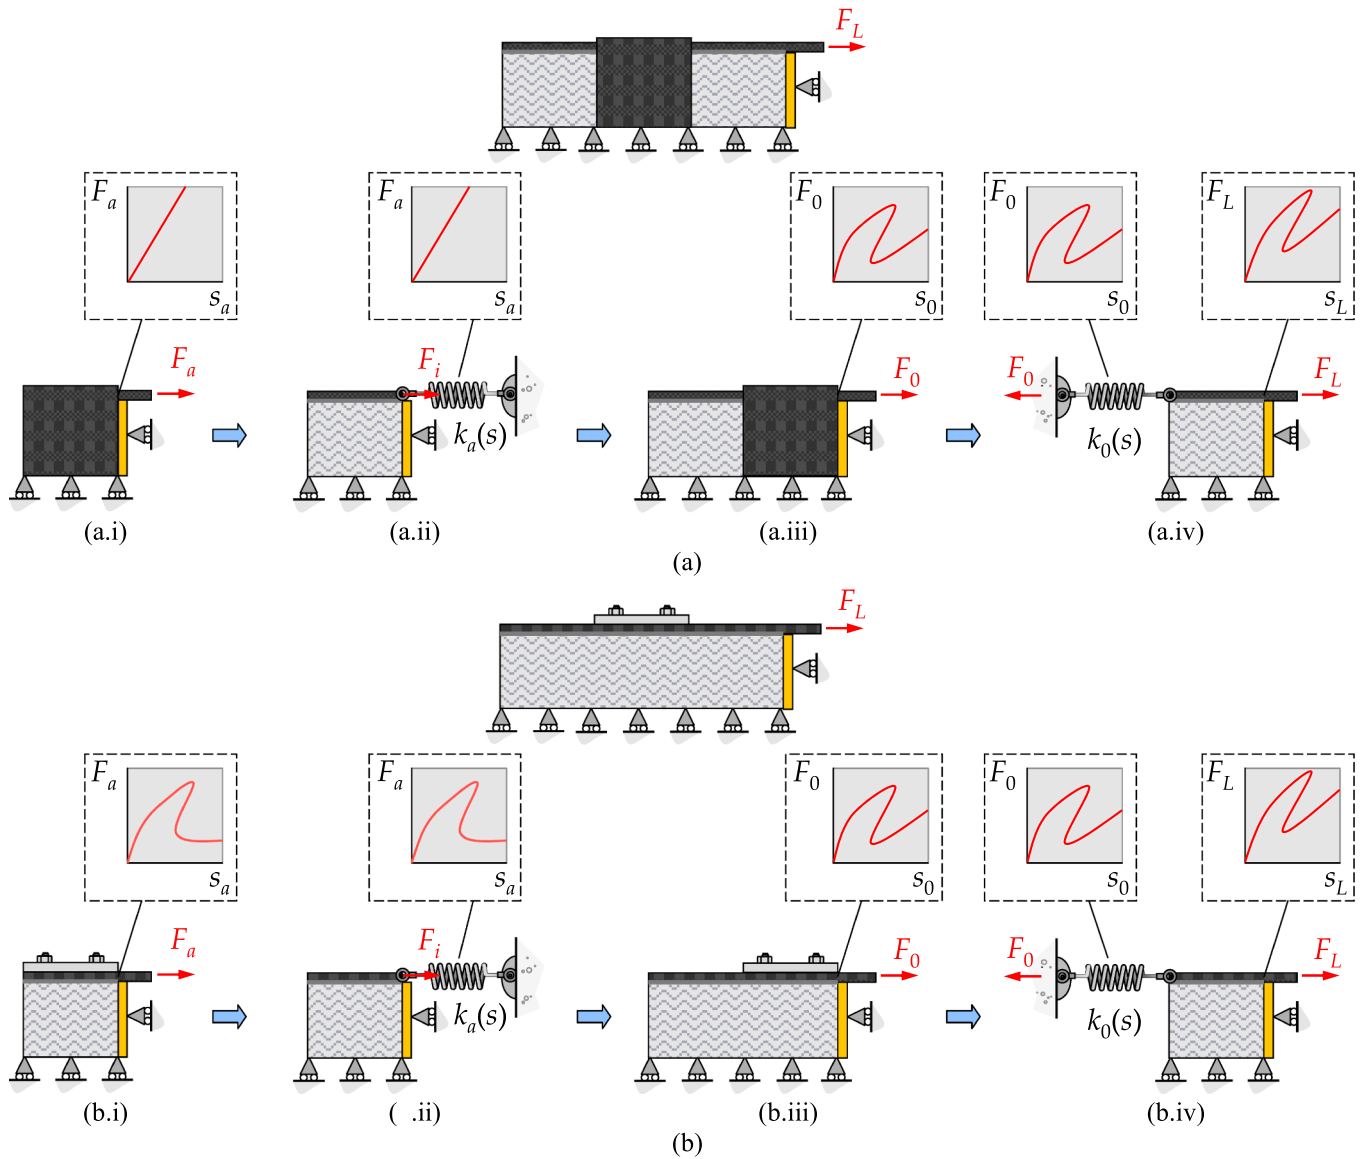 F_L
F_a
s_a
F_a
s_a
F_0
s_0
F_0
s_0
F_L
s_L
F_a
F_i
k_a(s)
F_0
F_0
k_0(s)
F_L
(a.i)
(a.ii)
(a.iii)
(a.iv)
(a)
F_L
F_a
s_a
F_a
s_a
F_0
s_0
F_0
s_0
F_L
s_L
F_a
F_i
k_a(s)
F_0
F_0
k_0(s)
F_L
(b.i)
( .ii)
(b.iii)
(b.iv)
(b)